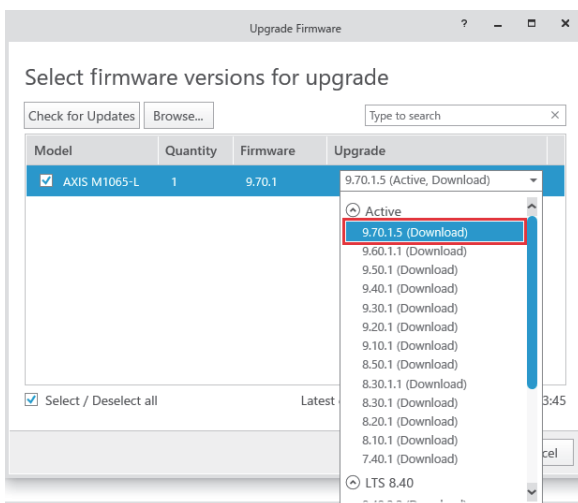 Upgrade Firmware
Select firmware versions for upgrade
Check for Updates Browse... Type to search
Model Quantity Firmware Upgrade
AXIS M1065-L 1 9.70.1 9.70.1.5 (Active, Download)
Active
9.70.1.5 (Download)
9.60.1.1 (Download)
9.50.1 (Download)
9.40.1 (Download)
9.30.1 (Download)
9.20.1 (Download)
9.10.1 (Download)
8.50.1 (Download)
8.30.1.1 (Download)
Select / Deselect all Latest 8.30.1 (Download) 3:45
8.20.1 (Download)
8.10.1 (Download)
7.40.1 (Download) cel
LTS 8.40